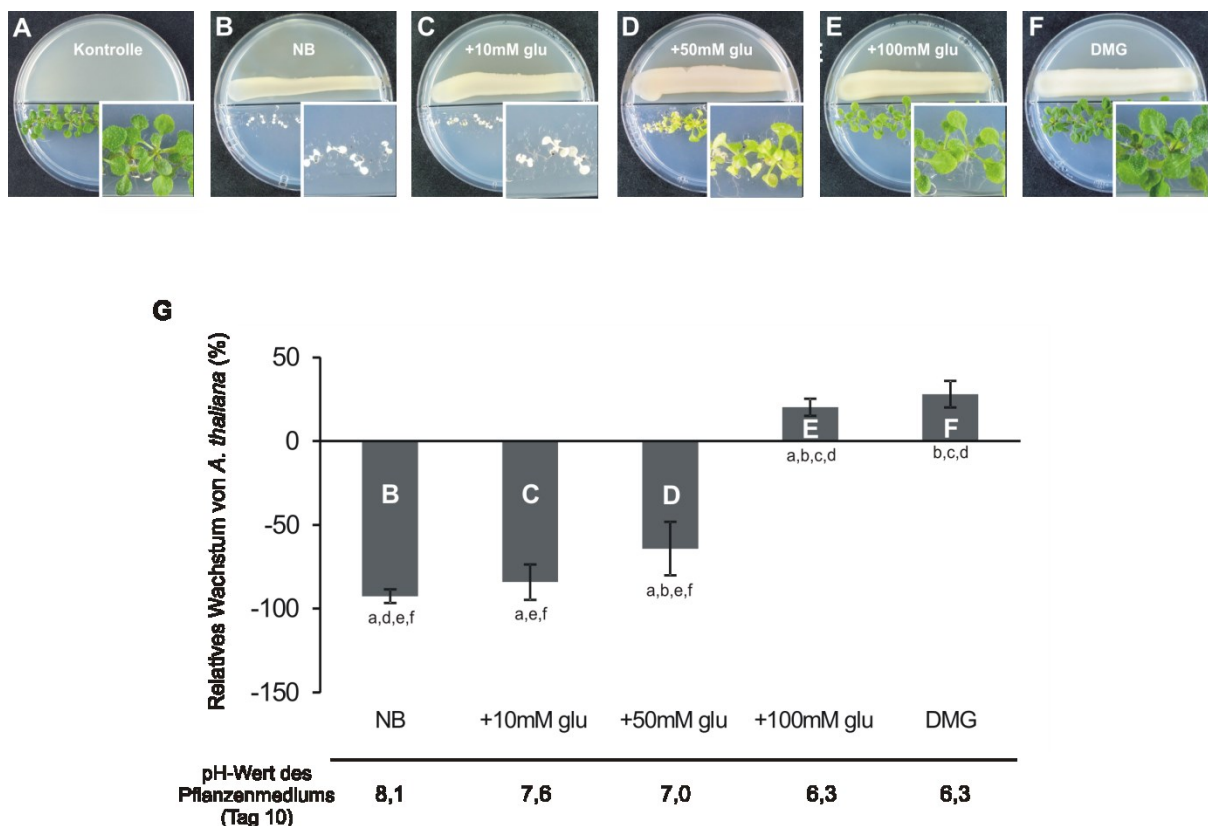 A B C D E F
Kontrolle NB +10mM glu +50mM glu +100mM glu DMG
G
Relatives Wachstum von A. thaliana (%)
50
0
-50
-100
-150
B C D E F
a,d,e,f a,e,f a,b,e,f a,b,c,d b,c,d
NB +10mM glu +50mM glu +100mM glu DMG
pH-Wert des
Pflanzenmediums
(Tag 10)
8,1 7,6 7,0 6,3 6,3